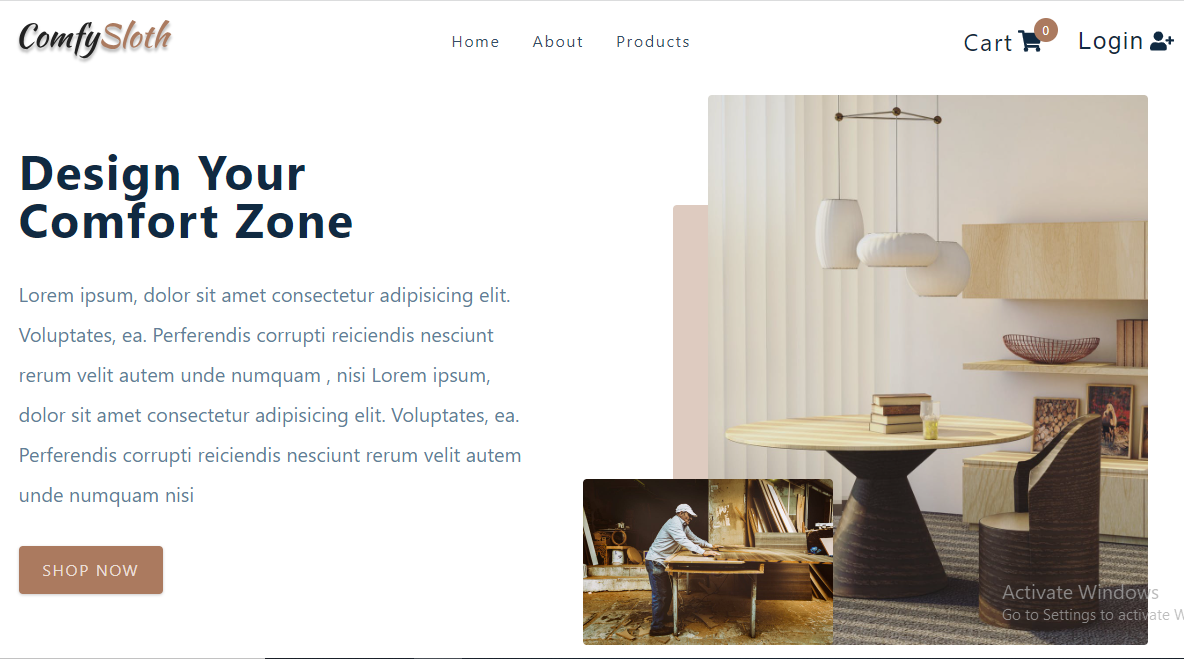 ComfySloth
Home About Products
Cart 0 Login
Design Your
Comfort Zone
Lorem ipsum, dolor sit amet consectetur adipisicing elit.
Voluptates, ea. Perferendis corrupti reiciendis nesciunt
rerum velit autem unde numquam , nisi Lorem ipsum,
dolor sit amet consectetur adipisicing elit. Voluptates, ea.
Perferendis corrupti reiciendis nesciunt rerum velit autem
unde numquam nisi
SHOP NOW
Activate Windows
Go to Settings to activate W